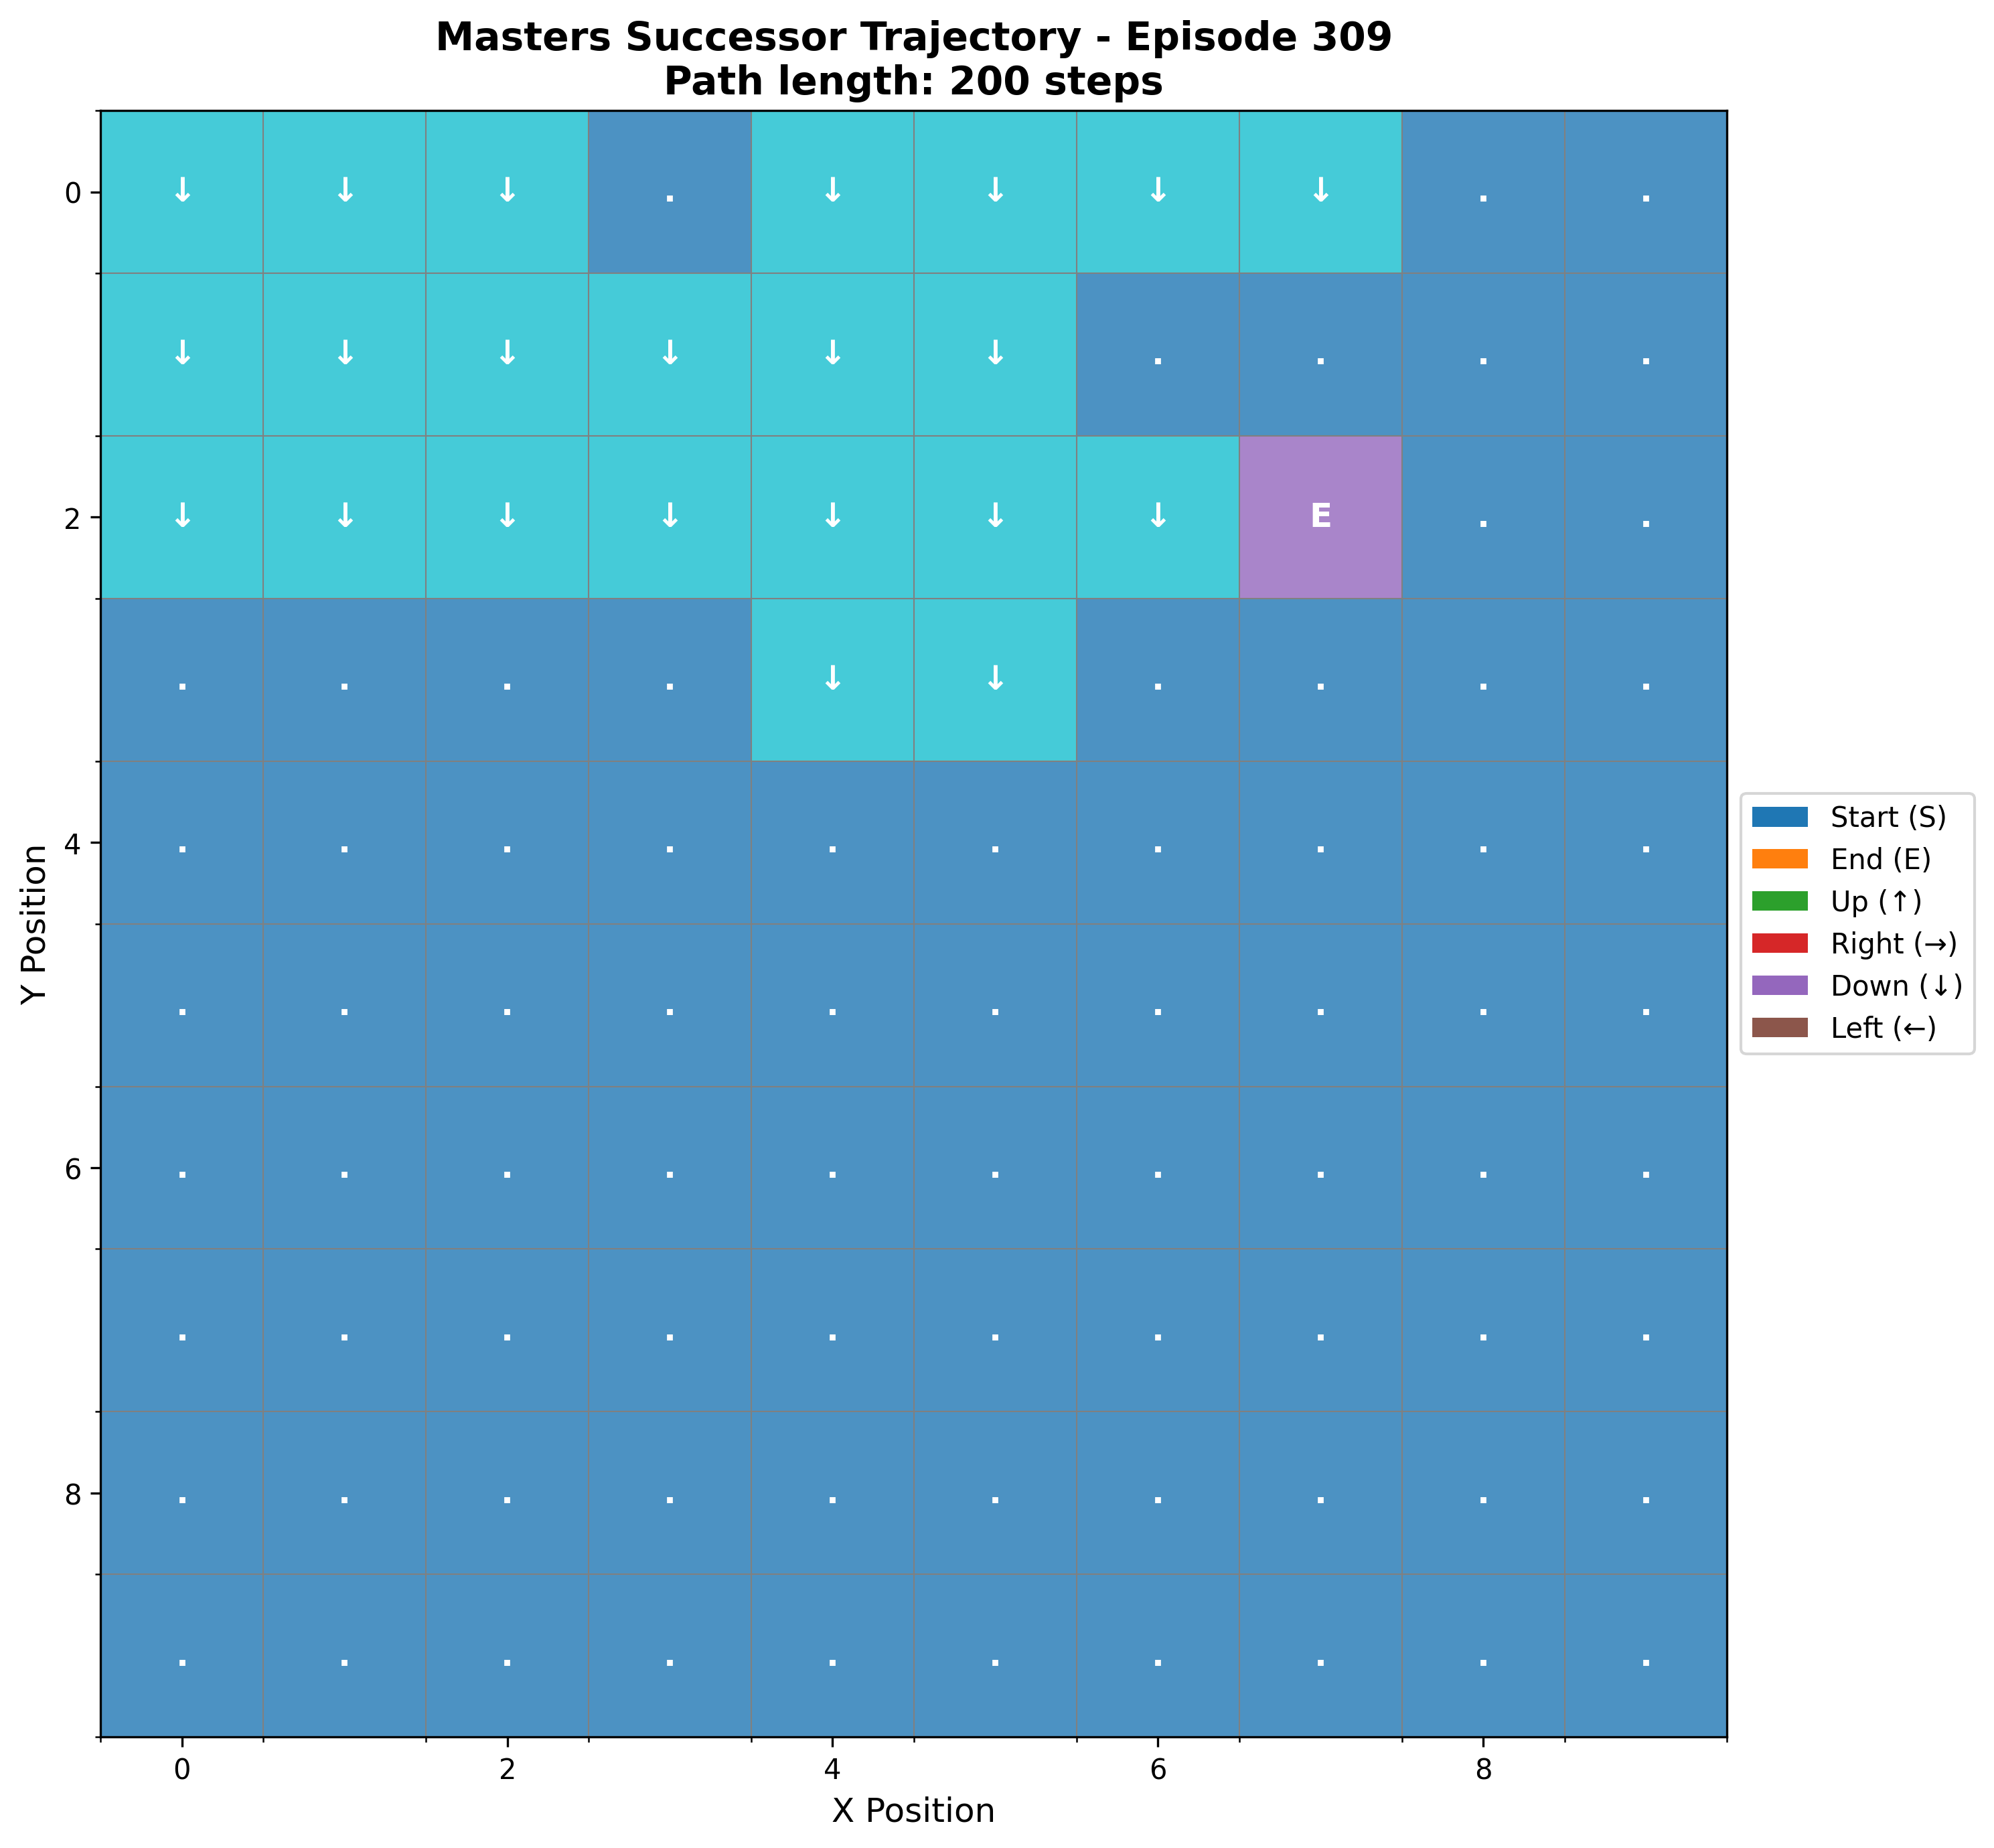 Masters Successor Trajectory - Episode 309
Path length: 200 steps
0 ↓ ↓ ↓ . ↓ ↓ ↓ ↓ . .
↓ ↓ ↓ ↓ ↓ ↓ . . . .
2 ↓ ↓ ↓ ↓ ↓ ↓ ↓ E . .
. . . . ↓ ↓ . . . .
4 . . . . . . . . . .
. . . . . . . . . .
6 . . . . . . . . . .
. . . . . . . . . .
8 . . . . . . . . . .
. . . . . . . . . .
0 2 4 6 8
X Position
Y Position
Start (S)
End (E)
Up (↑)
Right (→)
Down (↓)
Left (←)